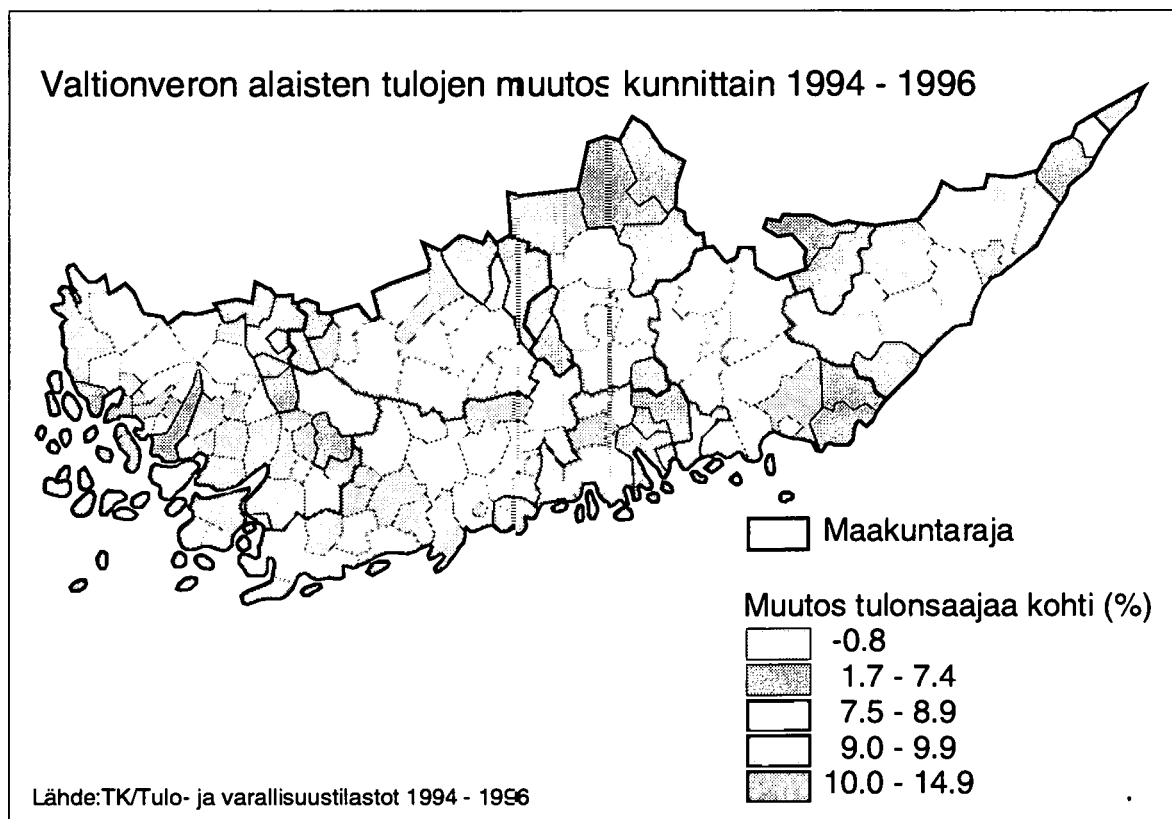 Valtionveron alaisten tulojen muutos kunnittain 1994 - 1996
Maakuntaraja
Muutos tulonsaajaa kohti (%)
-0.8
1.7 - 7.4
7.5 - 8.9
9.0 - 9.9
10.0 - 14.9
Lähde:TK/Tulo- ja varallisuustilastot 1994 - 1996